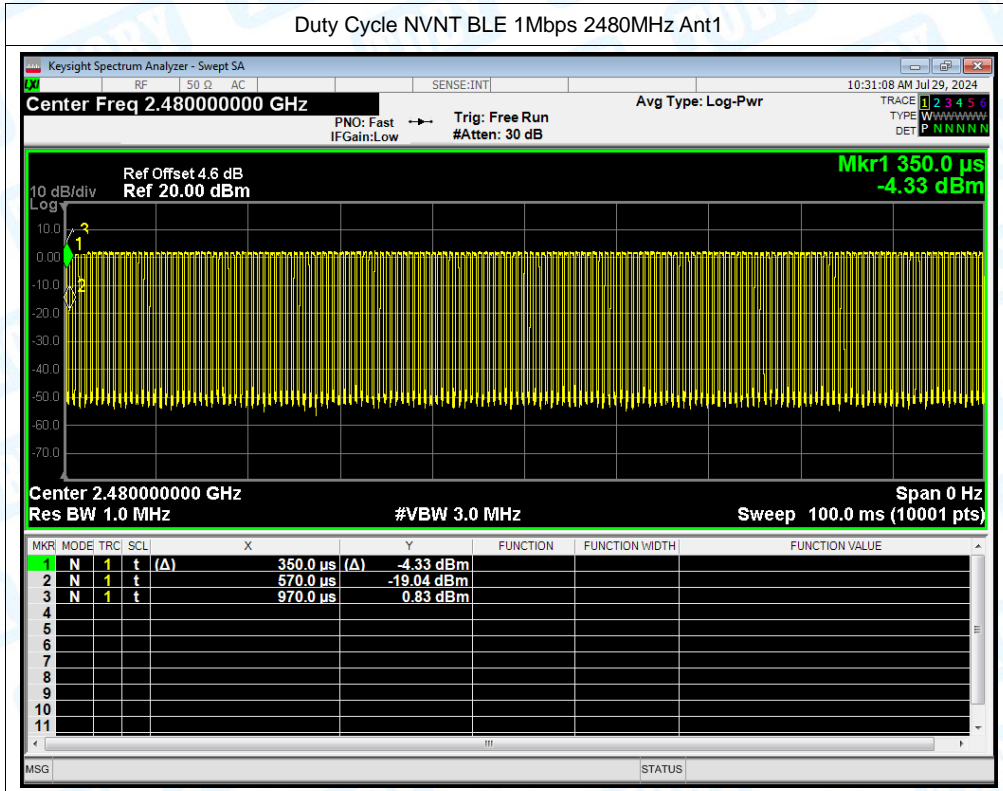 Duty Cycle NVNT BLE 1Mbps 2480MHz Ant1
Keysight Spectrum Analyzer - Swept SA
LXI RF 50 Ω AC SENSE:INT 10:31:08 AM Jul 29, 2024
Center Freq 2.480000000 GHz Avg Type: Log-Pwr TRACE 1 2 3 4 5 6
PNO: Fast Trig: Free Run TYPE WWWWWW
IFGain:Low #Atten: 30 dB DET P N N N N N
Mkr1 350.0 µs
Ref Offset 4.6 dB
10 dB/div Ref 20.00 dBm -4.33 dBm
Log
10.0
3
1
0.00
-10.0
2
-20.0
-30.0
-40.0
-50.0
-60.0
-70.0
Center 2.480000000 GHz Span 0 Hz
Res BW 1.0 MHz #VBW 3.0 MHz Sweep 100.0 ms (10001 pts)
MKR MODE TRC SCL X Y FUNCTION FUNCTION WIDTH FUNCTION VALUE
1 N 1 t (Δ) 350.0 µs (Δ) -4.33 dBm
2 N 1 t 570.0 µs -19.04 dBm
3 N 1 t 970.0 µs 0.83 dBm
4
5
6
7
8
9
10
11
MSG STATUS